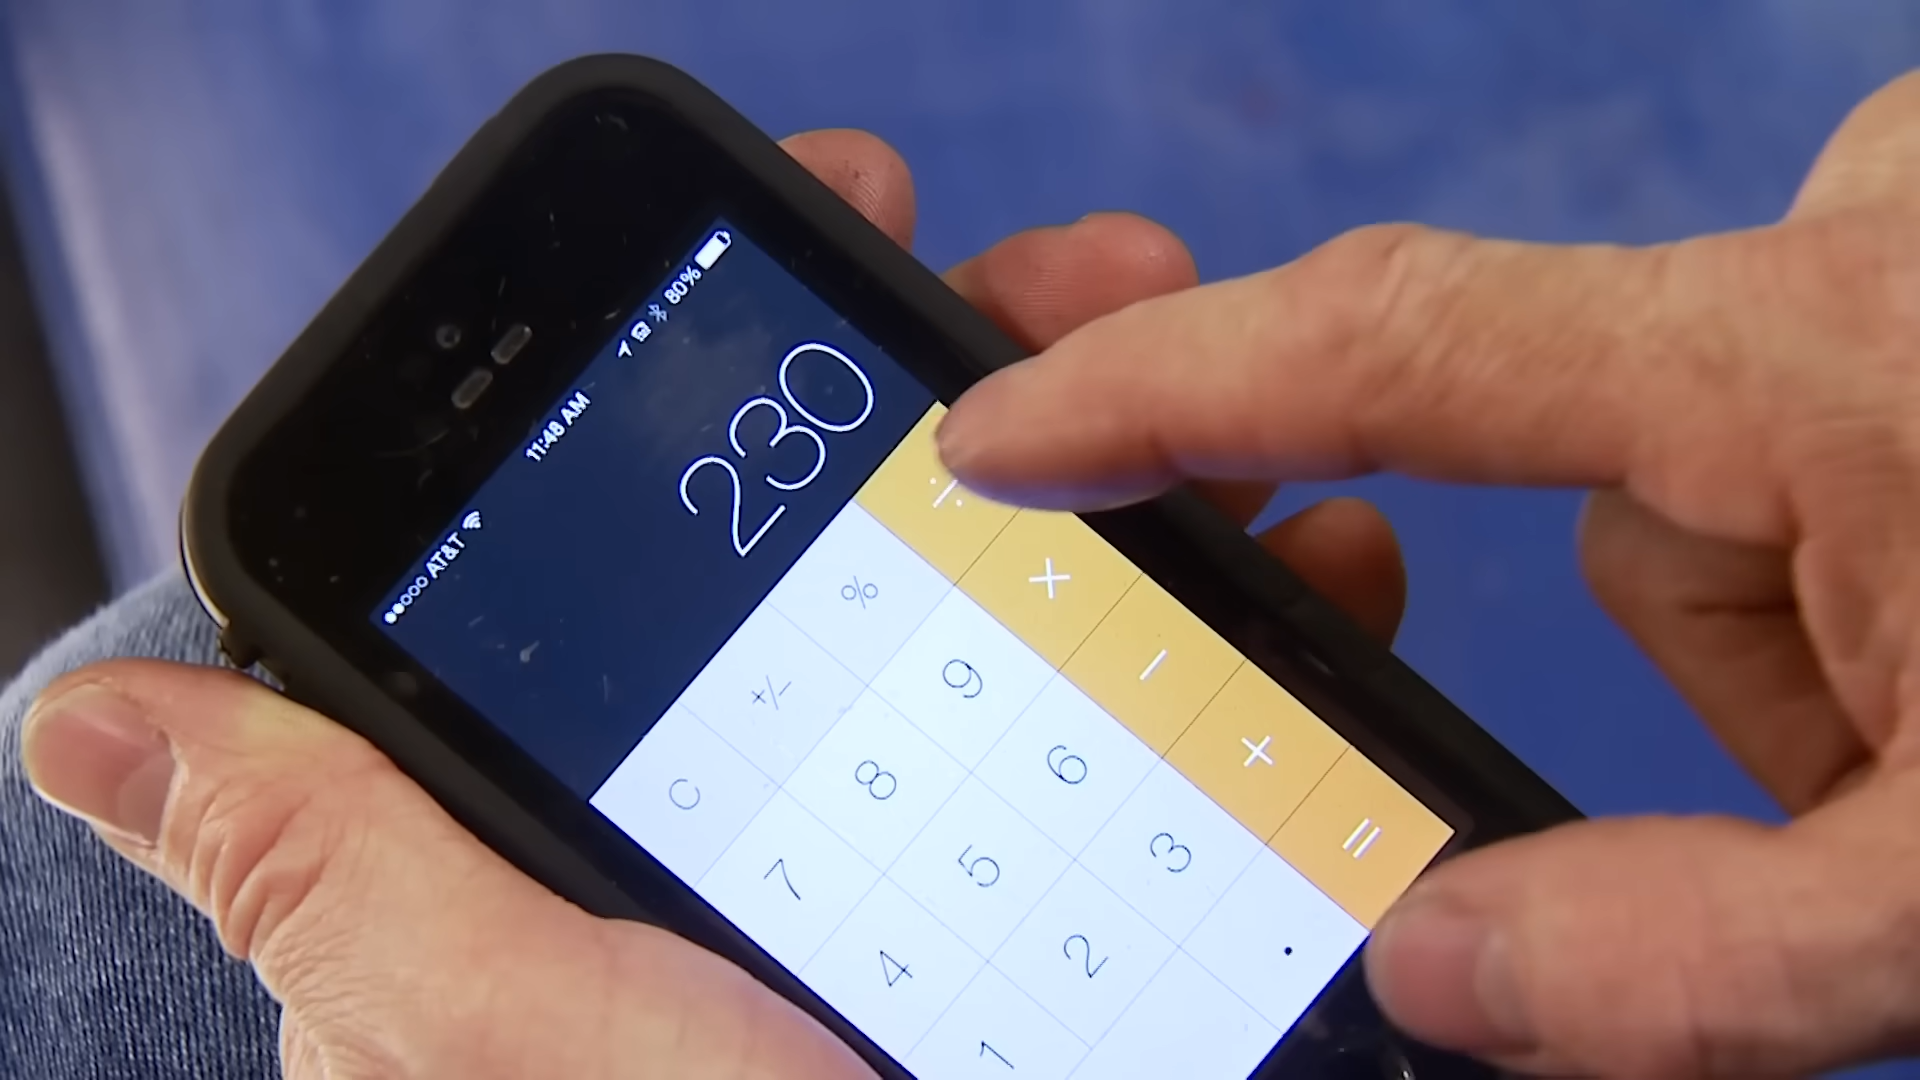 ●●○○○ AT&T 11:48 AM 80%
230
C +/- % ÷
7 8 9 ×
4 5 6 −
1 2 3 +
. =